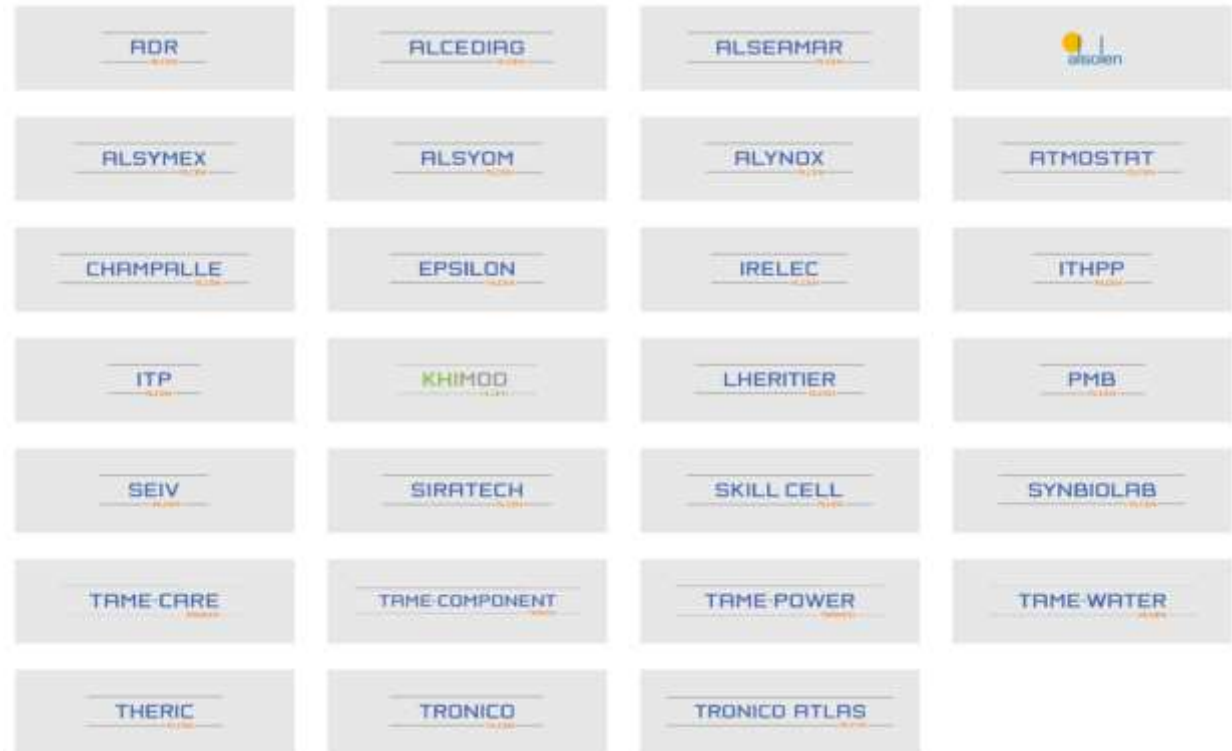 ADR
ALCEDIAG
ALSEAMAR
alsolen
ALSYMEX
ALSYOM
ALYNOX
ATMOSTAT
CHAMPALLE
EPSILON
IRELEC
ITHPP
ITP
KHIMOD
LHERITIER
PMB
SEIV
SIRATECH
SKILL CELL
SYNBIOLAB
TAME-CARE
TAME-COMPONENT
TAME-POWER
TAME-WATER
THERIC
TRONICO
TRONICO ATLAS